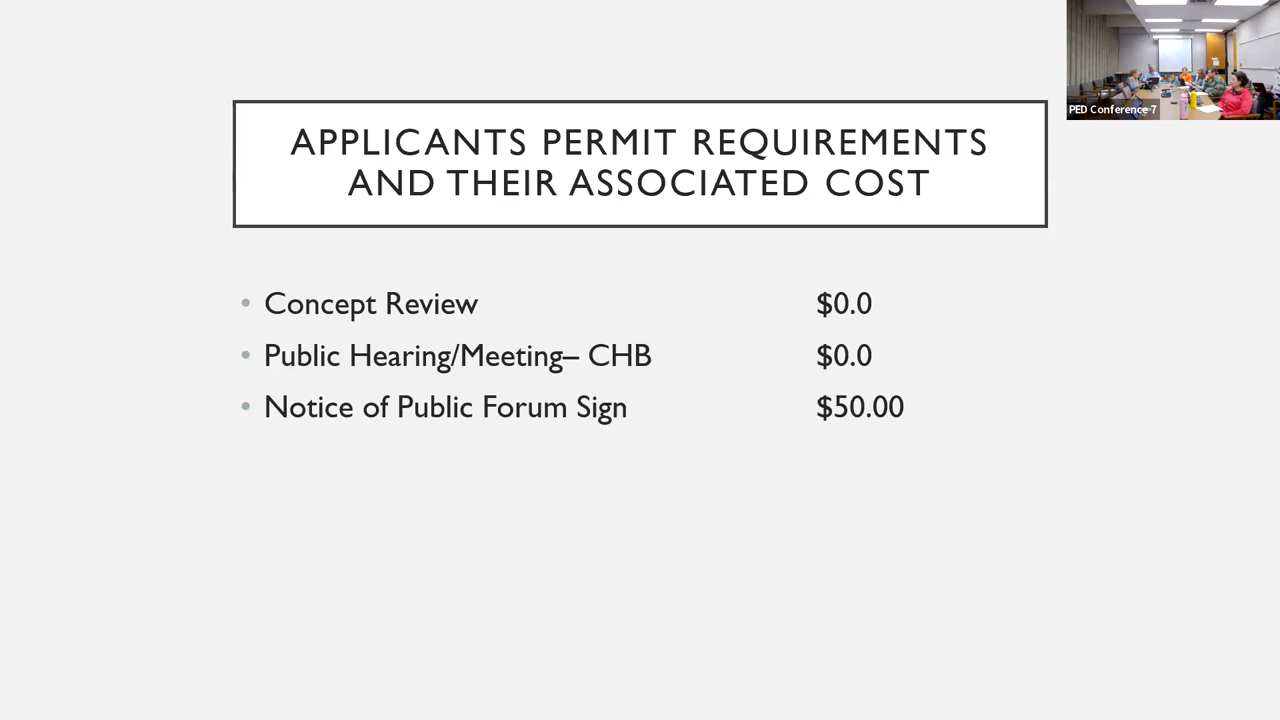 PED Conference 7
APPLICANTS PERMIT REQUIREMENTS
AND THEIR ASSOCIATED COST
• Concept Review $0.0
• Public Hearing/Meeting– CHB $0.0
• Notice of Public Forum Sign $50.00